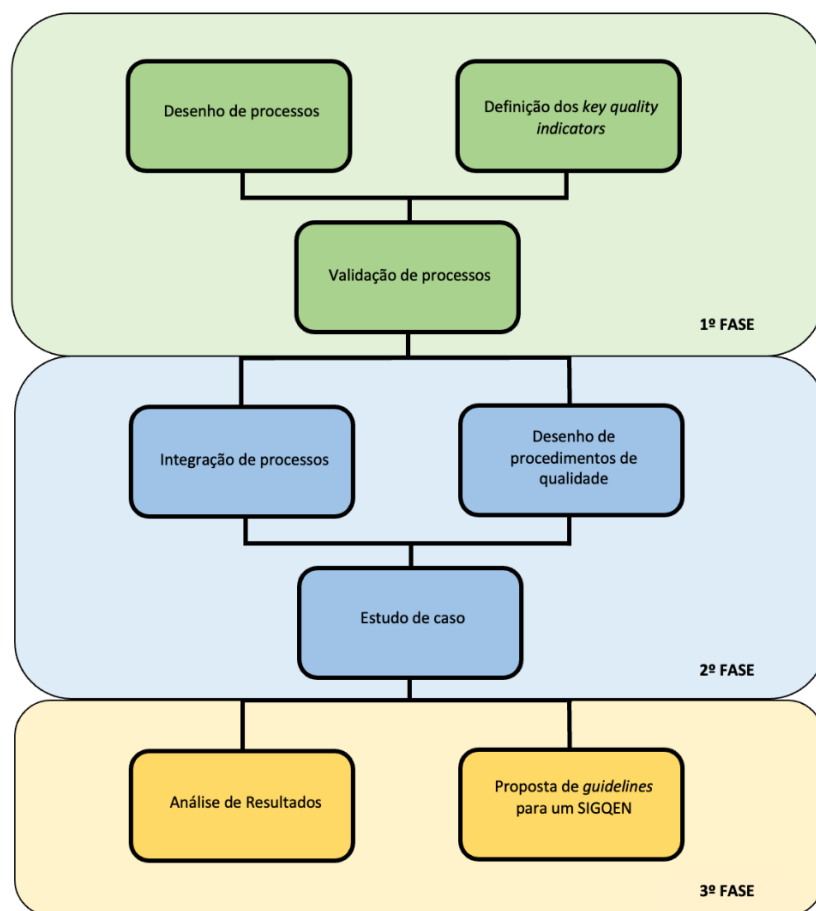 Desenho de processos
Definição dos key quality
indicators
Validação de processos
1º FASE
Integração de processos
Desenho de
procedimentos de
qualidade
Estudo de caso
2º FASE
Análise de Resultados
Proposta de guidelines
para um SIGQEN
3º FASE